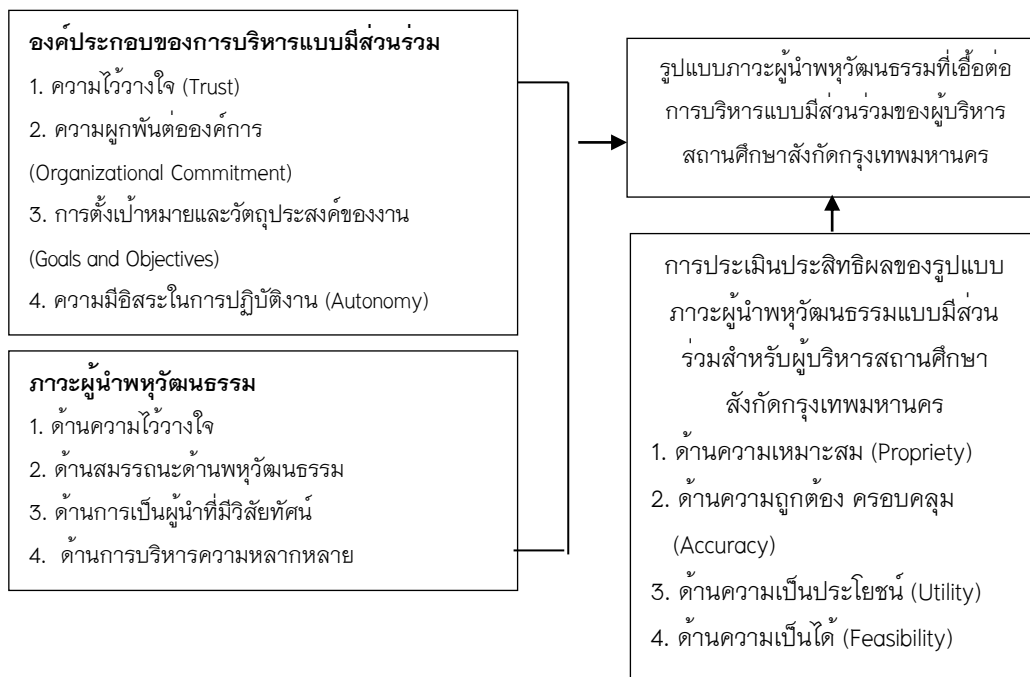 องค์ประกอบของการบริหารแบบมีส่วนร่วม
1. ความไว้วางใจ (Trust)
2. ความผูกพันต่อองค์การ
(Organizational Commitment)
3. การตั้งเป้าหมายและวัตถุประสงค์ของงาน
(Goals and Objectives)
4. ความมีอิสระในการปฏิบัติงาน (Autonomy)
ภาวะผู้นำพหุวัฒนธรรม
1. ด้านความไว้วางใจ
2. ด้านสมรรถนะด้านพหุวัฒนธรรม
3. ด้านการเป็นผู้นำที่มีวิสัยทัศน์
4. ด้านการบริหารความหลากหลาย
รูปแบบภาวะผู้นำพหุวัฒนธรรมที่เอื้อต่อ
การบริหารแบบมีส่วนร่วมของผู้บริหาร
สถานศึกษาสังกัดกรุงเทพมหานคร
การประเมินประสิทธิผลของรูปแบบ
ภาวะผู้นำพหุวัฒนธรรมแบบมีส่วน
ร่วมสำหรับผู้บริหารสถานศึกษา
สังกัดกรุงเทพมหานคร
1. ด้านความเหมาะสม (Propriety)
2. ด้านความถูกต้อง ครอบคลุม
(Accuracy)
3. ด้านความเป็นประโยชน์ (Utility)
4. ด้านความเป็นได้ (Feasibility)